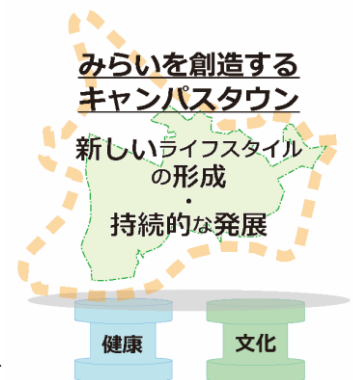 みらいを創造する
キャンパスタウン
新しいライフスタイル
の形成
・
持続的な発展
健康
文化